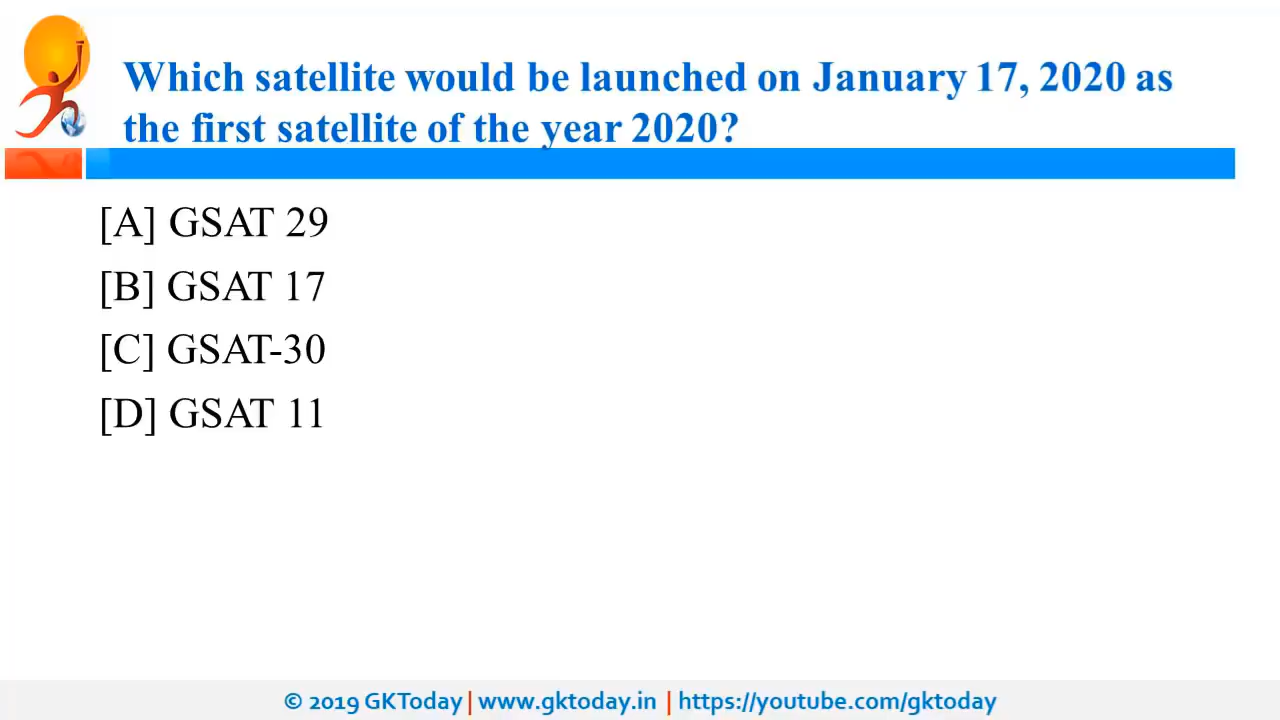 Which satellite would be launched on January 17, 2020 as
the first satellite of the year 2020?
[A] GSAT 29
[B] GSAT 17
[C] GSAT-30
[D] GSAT 11
© 2019 GKToday | www.gktoday.in | https://youtube.com/gktoday